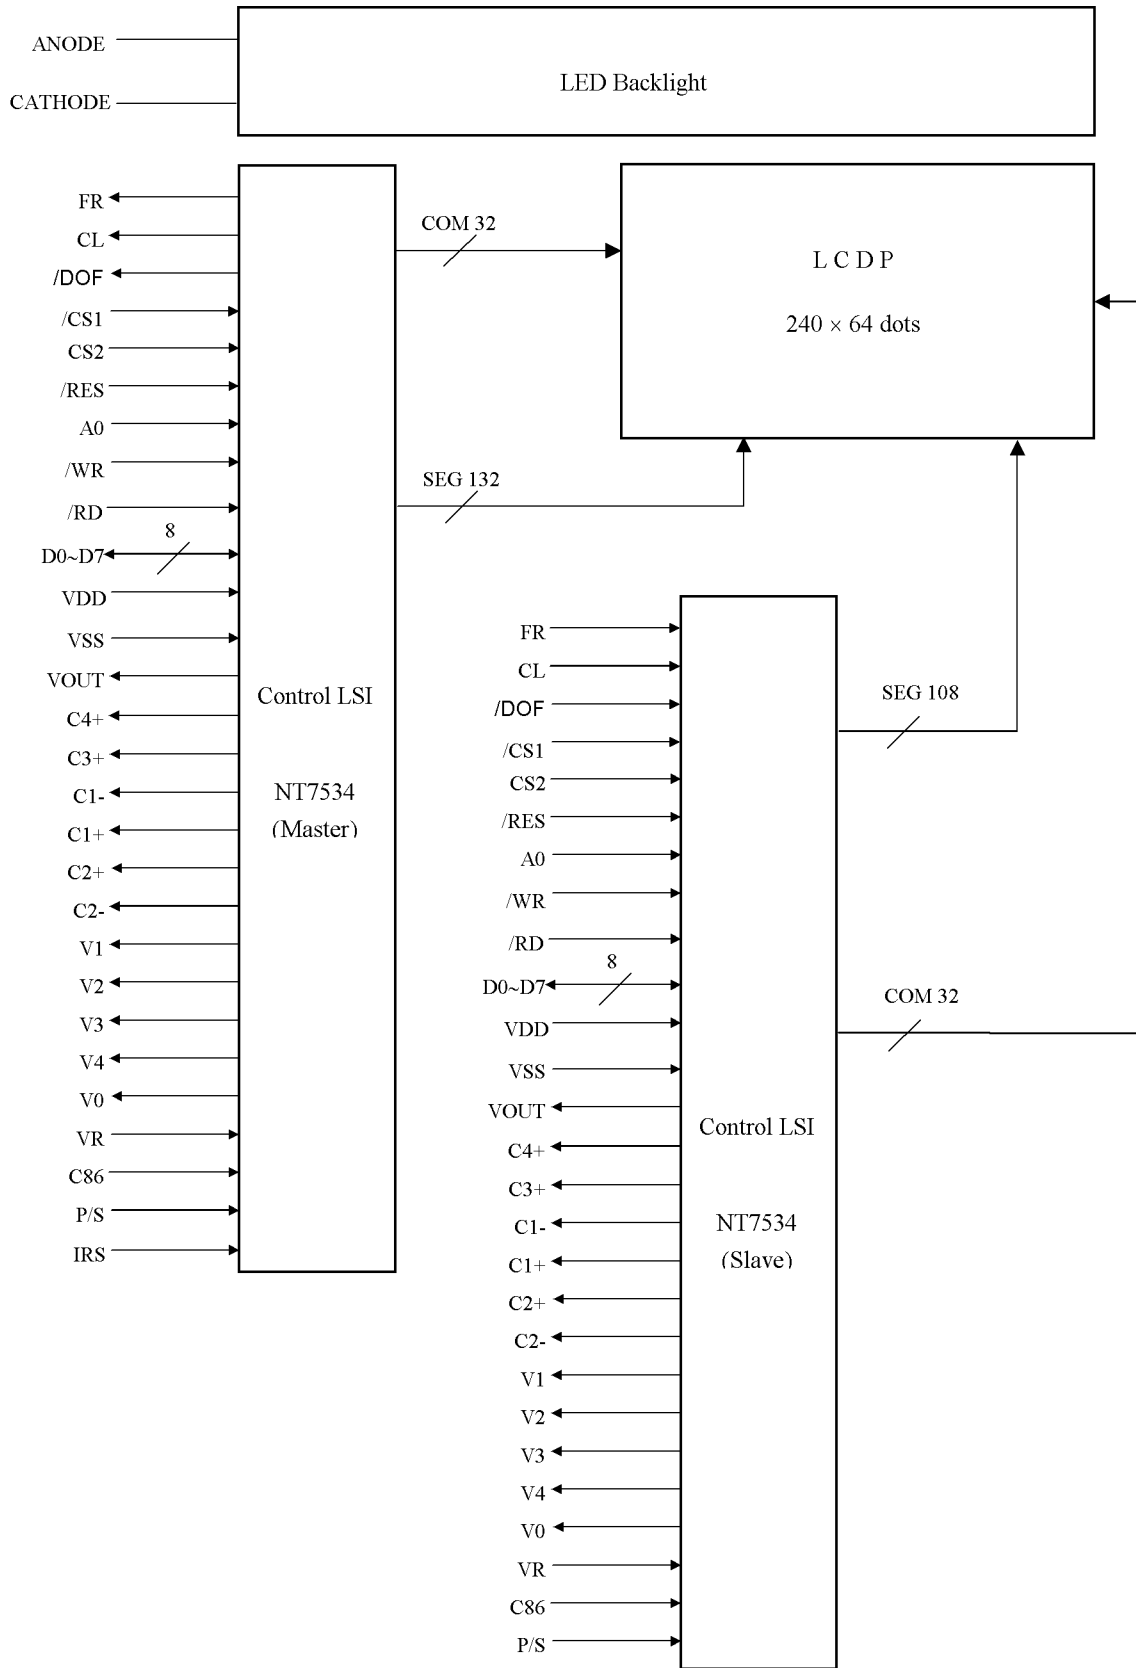 ANODE
CATHODE
LED Backlight
FR
CL
/DOF
/CS1
CS2
/RES
A0
/WR
/RD
8
D0~D7
VDD
VSS
VOUT
C4+
C3+
C1-
C1+
C2+
C2-
V1
V2
V3
V4
V0
VR
C86
P/S
IRS
Control LSI
NT7534
(Master)
COM 32
SEG 132
L C D P
240 × 64 dots
FR
CL
/DOF
/CS1
CS2
/RES
A0
/WR
/RD
8
D0~D7
VDD
VSS
VOUT
C4+
C3+
C1-
C1+
C2+
C2-
V1
V2
V3
V4
V0
VR
C86
P/S
Control LSI
NT7534
(Slave)
SEG 108
COM 32